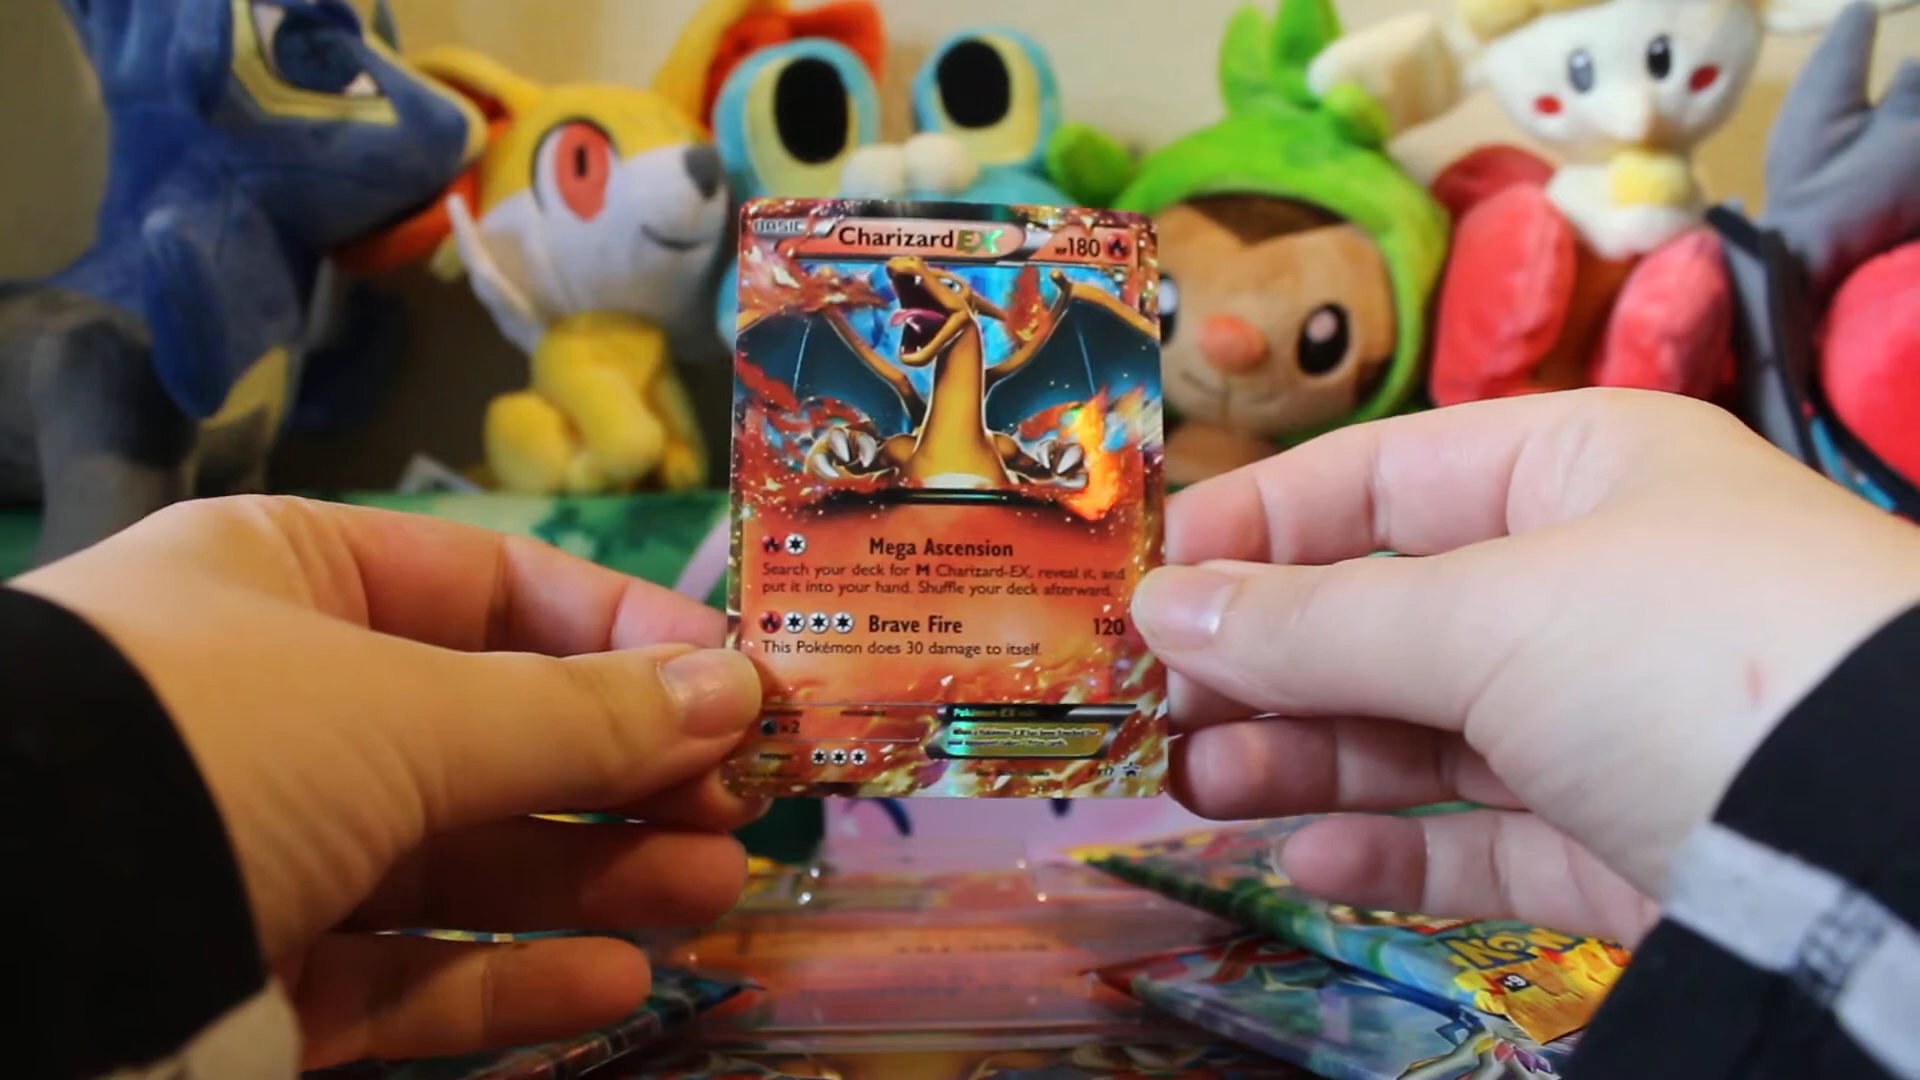 BASIC
Charizard EX
HP180
Mega Ascension
Search your deck for M Charizard-EX, reveal it, and
put it into your hand. Shuffle your deck afterward.
Brave Fire 120
This Pokémon does 30 damage to itself.
×2
Pokémon-EX rule